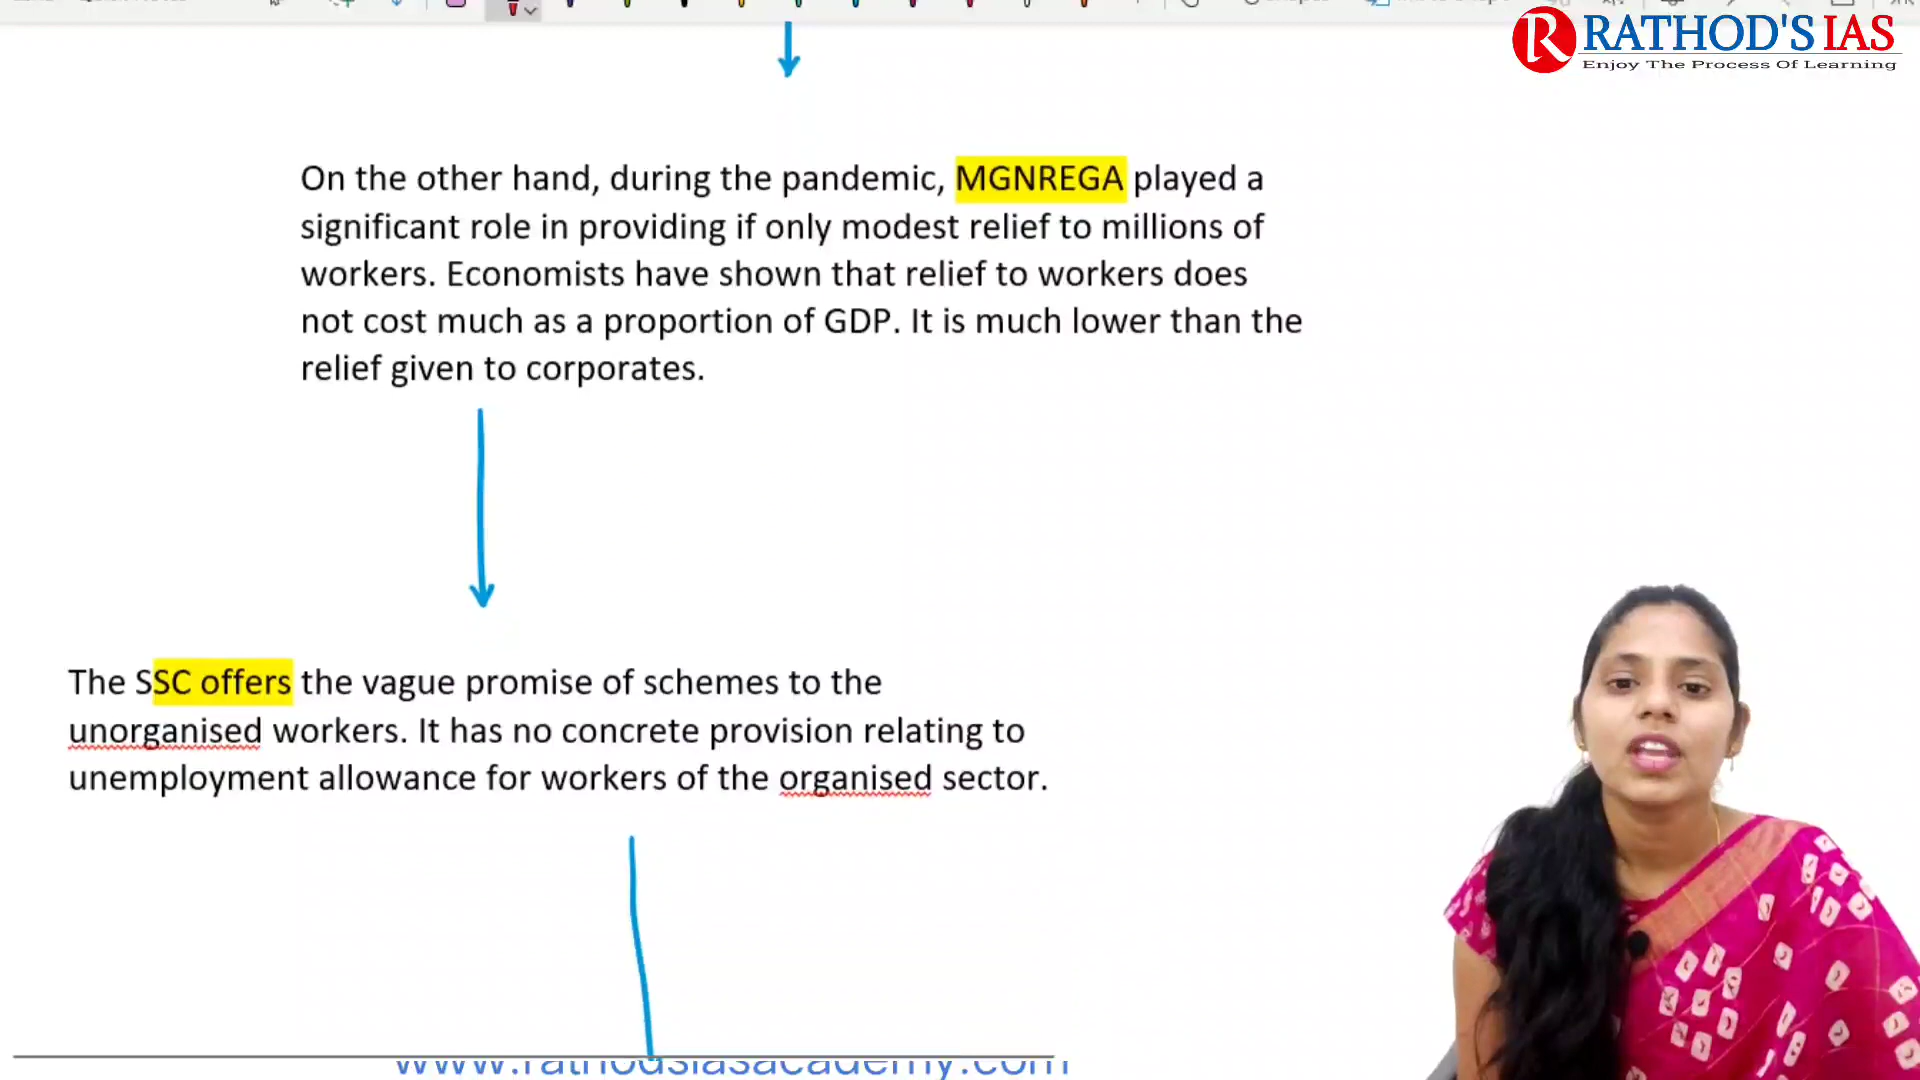 RATHOD'S IAS
Enjoy The Process Of Learning
On the other hand, during the pandemic, MGNREGA played a
significant role in providing if only modest relief to millions of
workers. Economists have shown that relief to workers does
not cost much as a proportion of GDP. It is much lower than the
relief given to corporates.
The SSC offers the vague promise of schemes to the
unorganised workers. It has no concrete provision relating to
unemployment allowance for workers of the organised sector.
www.rathodsiasacademy.com